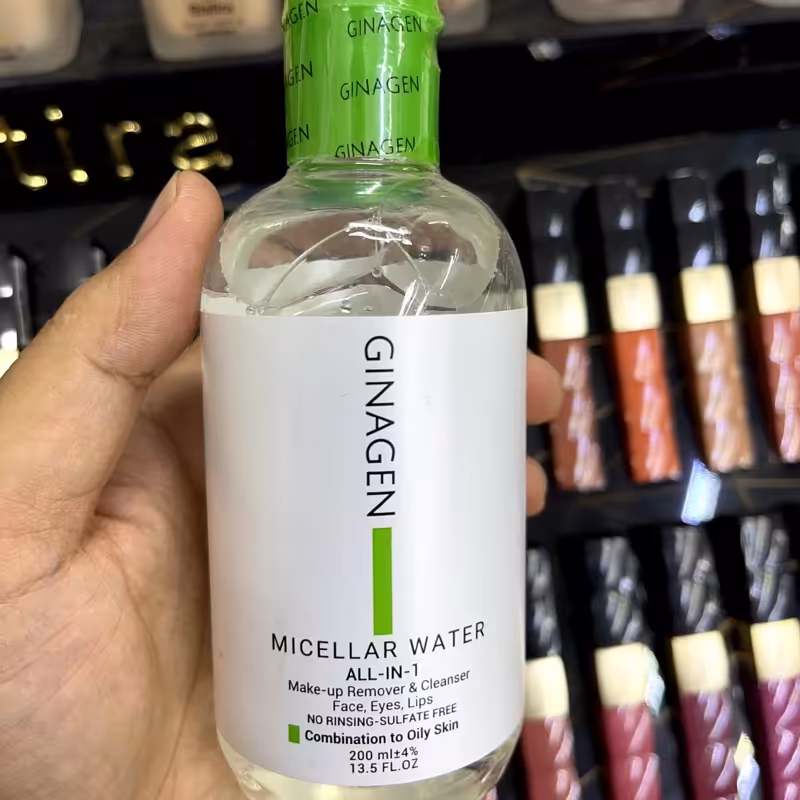 GINAGEN
GINAGEN
GINAGEN
GINAGEN
MICELLAR WATER
ALL-IN-1
Make-up Remover & Cleanser
Face, Eyes, Lips
NO RINSING-SULFATE FREE
Combination to Oily Skin
200 ml±4%
13.5 FL.OZ